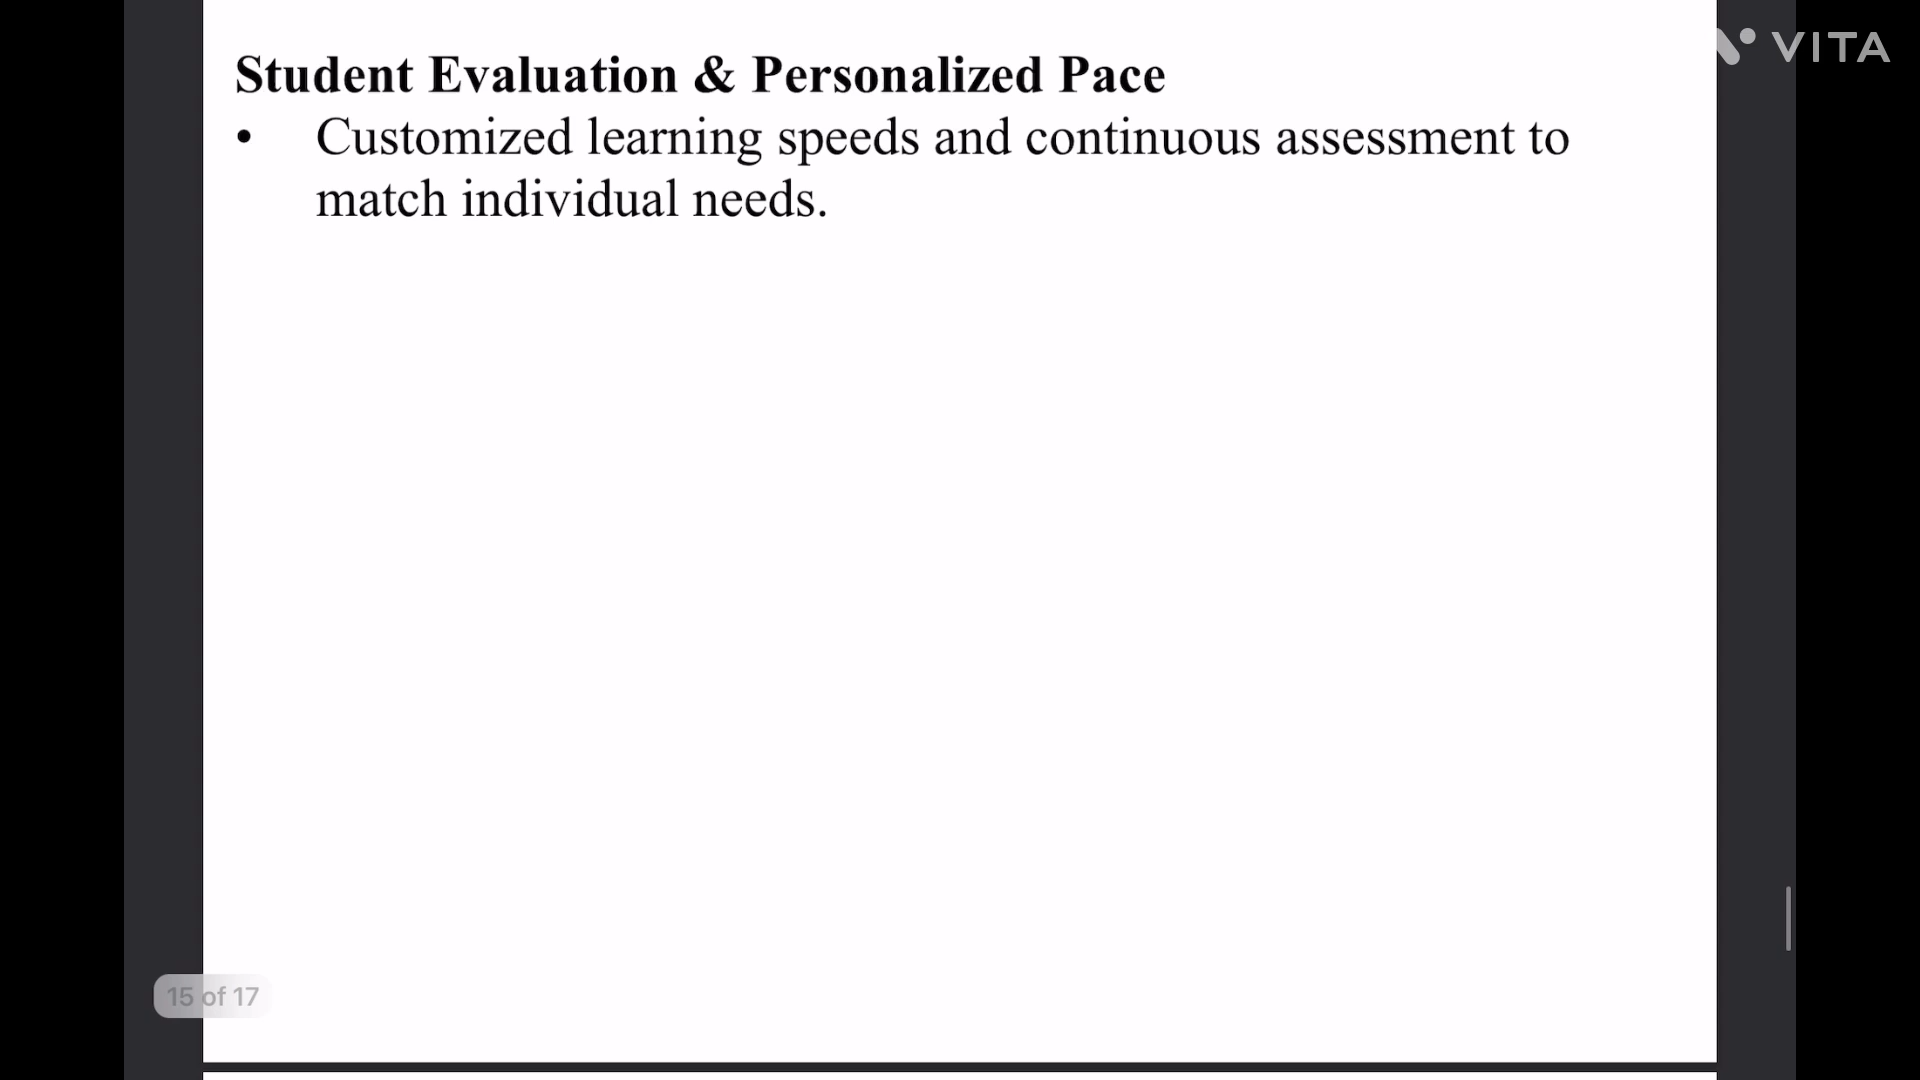 VITA
Student Evaluation & Personalized Pace
• Customized learning speeds and continuous assessment to
match individual needs.
15 of 17